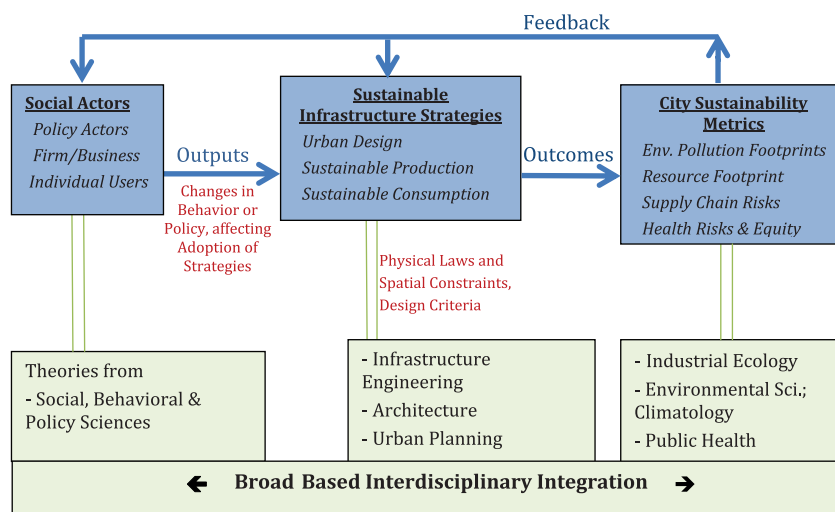 Feedback
Social Actors
Policy Actors
Firm/Business
Individual Users
Outputs
Changes in
Behavior or
Policy, affecting
Adoption of
Strategies
Sustainable
Infrastructure Strategies
Urban Design
Sustainable Production
Sustainable Consumption
Outcomes
City Sustainability
Metrics
Env. Pollution Footprints
Resource Footprint
Supply Chain Risks
Health Risks & Equity
Physical Laws and
Spatial Constraints,
Design Criteria
Theories from
- Social, Behavioral &
Policy Sciences
- Infrastructure
Engineering
- Architecture
- Urban Planning
- Industrial Ecology
- Environmental Sci.;
Climatology
- Public Health
Broad Based Interdisciplinary Integration